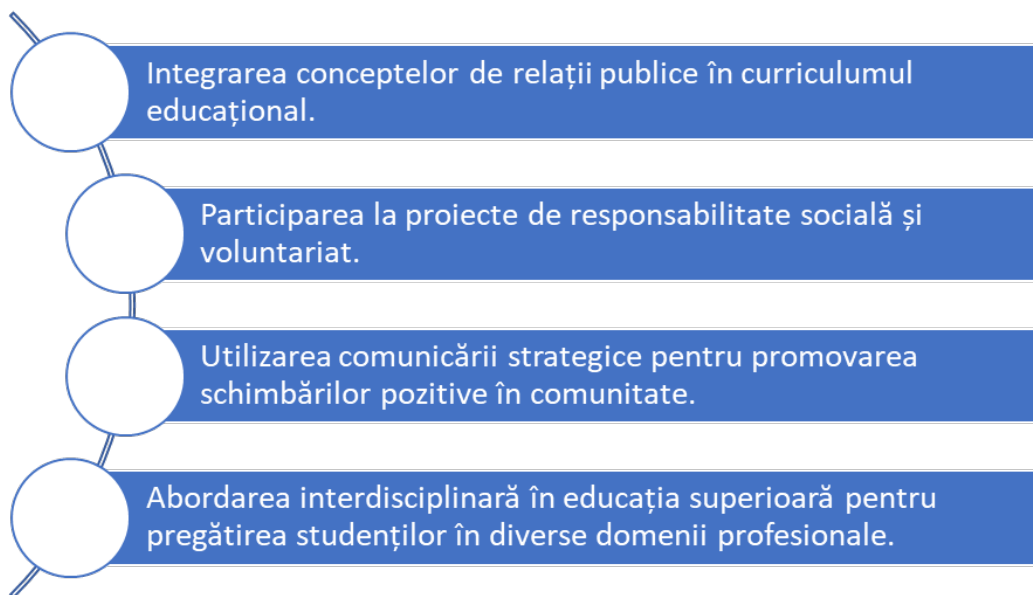 Integrarea conceptelor de relații publice în curriculumul
educațional.
Participarea la proiecte de responsabilitate socială și
voluntariat.
Utilizarea comunicării strategice pentru promovarea
schimbărilor pozitive în comunitate.
Abordarea interdisciplinară în educația superioară pentru
pregătirea studenților în diverse domenii profesionale.